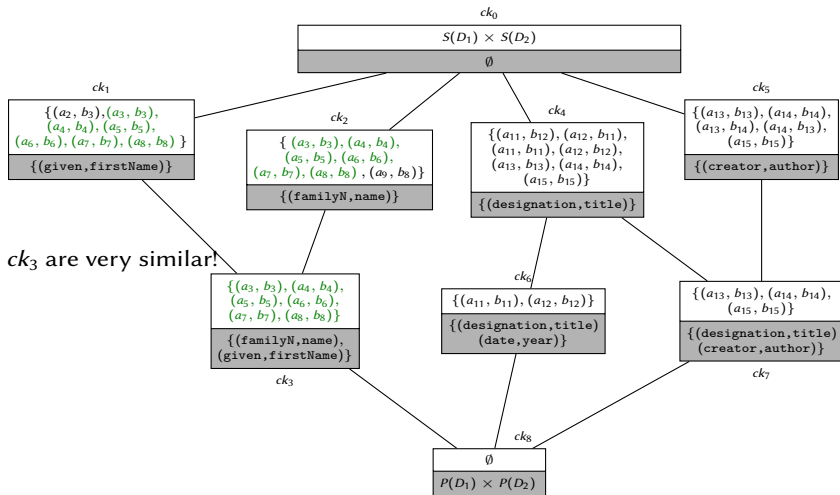 ck0
S(D1) × S(D2)
∅
ck1
{(a2, b3),(a3, b3),
(a4, b4), (a5, b5),
(a6, b6), (a7, b7), (a8, b8) }
{(given,firstName)}
ck2
{ (a3, b3), (a4, b4),
(a5, b5), (a6, b6),
(a7, b7), (a8, b8) , (a9, b8)}
{(familyN,name)}
ck4
{(a11, b12), (a12, b11),
(a11, b11), (a12, b12),
(a13, b13), (a14, b14),
(a15, b15)}
{(designation,title)}
ck5
{(a13, b13), (a14, b14),
(a13, b14), (a14, b13),
(a15, b15)}
{(creator,author)}
ck3 are very similar!
{(a3, b3), (a4, b4),
(a5, b5), (a6, b6),
(a7, b7), (a8, b8)}
{(familyN,name),
(given,firstName)}
ck3
ck6
{(a11, b11), (a12, b12)}
{(designation,title)
(date,year)}
{(a13, b13), (a14, b14),
(a15, b15)}
{(designation,title)
(creator,author)}
ck7
ck8
∅
P(D1) × P(D2)